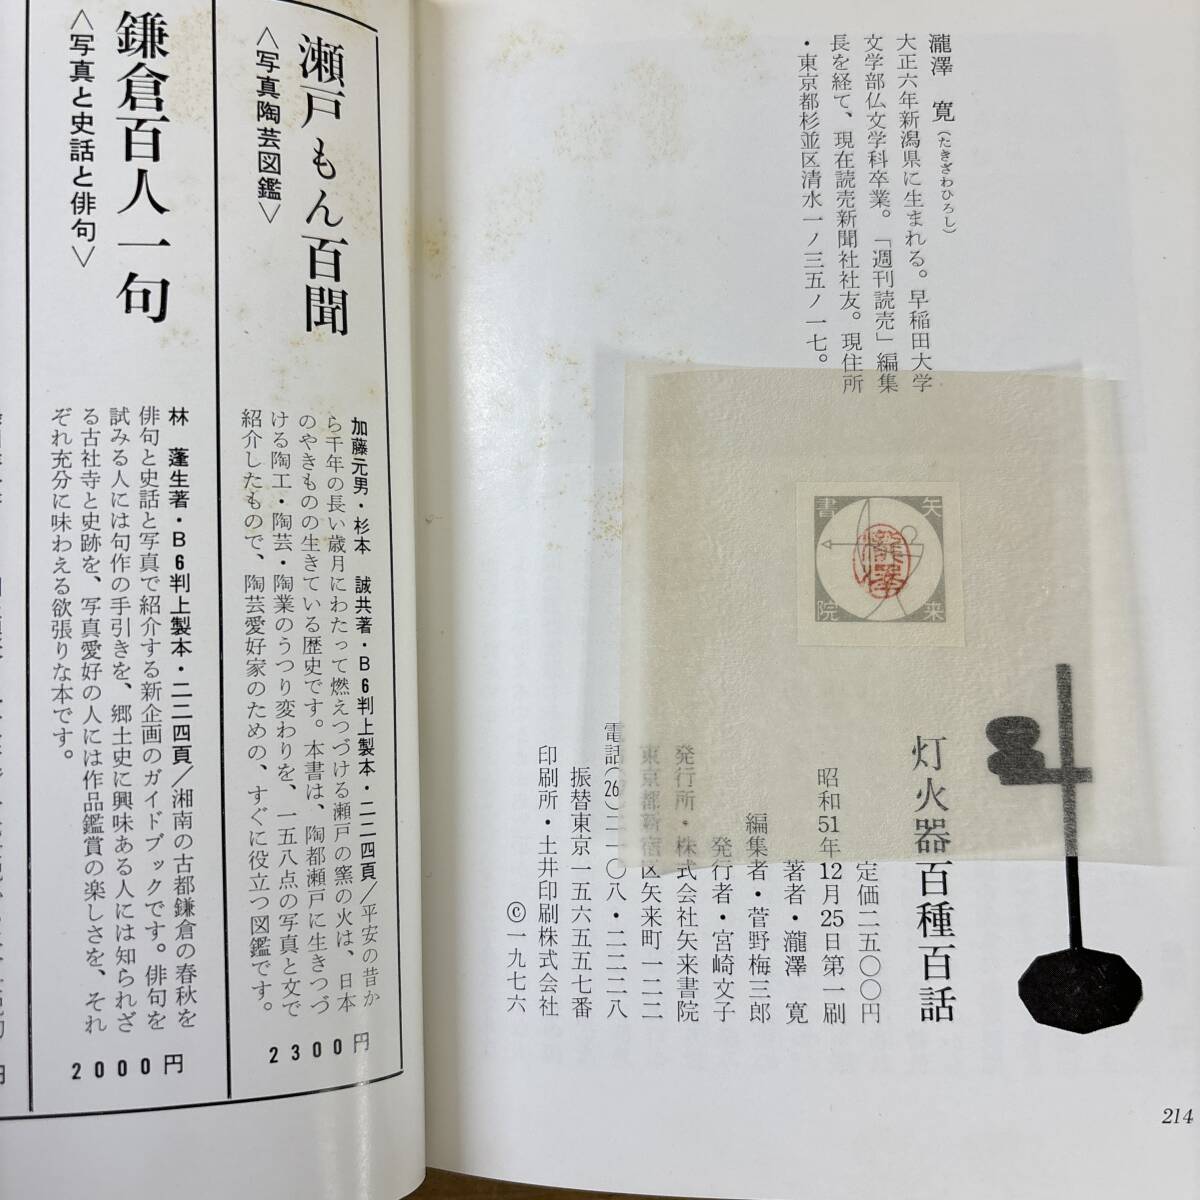 瀧澤 寛(たきざわひろし)
大正六年新潟県に生まれる。早稲田大学
文学部仏文学科卒業。「週刊読売」編集
長を経て、現在読売新聞社社友。現住所
・東京都杉並区清水一ノ三五ノ一七。
矢来
書院
瀧澤
灯火器百種百話
定価二五〇〇円
昭和51年12月25日第一刷
著者・瀧澤 寛
編集者・菅野梅三郎
発行者・宮崎文子
発行所・株式会社矢来書院
東京都新宿区矢来町一二二
電話(26)二一〇八・二二二八
振替東京一五六五五七番
印刷所・土井印刷株式会社
©一九七六
214
瀬戸もん百聞
〈写真陶芸図鑑〉
加藤元男・杉本 誠共著・B6判上製本・二二四頁/平安の昔か
ら千年の長い歳月にわたって燃えつづける瀬戸の窯の火は、日本
のやきものの生きている歴史です。本書は、陶都瀬戸に生きつづ
ける陶工・陶芸・陶業のうつり変わりを、一五八点の写真と文で
紹介したもので、陶芸愛好家のための、すぐに役立つ図鑑です。
2300円
鎌倉百人一句
〈写真と史話と俳句〉
林 蓬生著・B6判上製本・二二四頁/湘南の古都鎌倉の春秋を
俳句と史話と写真で紹介する新企画のガイドブックです。俳句を
試みる人には句作の手引きを、郷土史に興味ある人には知られざ
る古社寺と史跡を、写真愛好の人には作品鑑賞の楽しさを、それ
ぞれ充分に味わえる欲張りな本です。
2000円
円